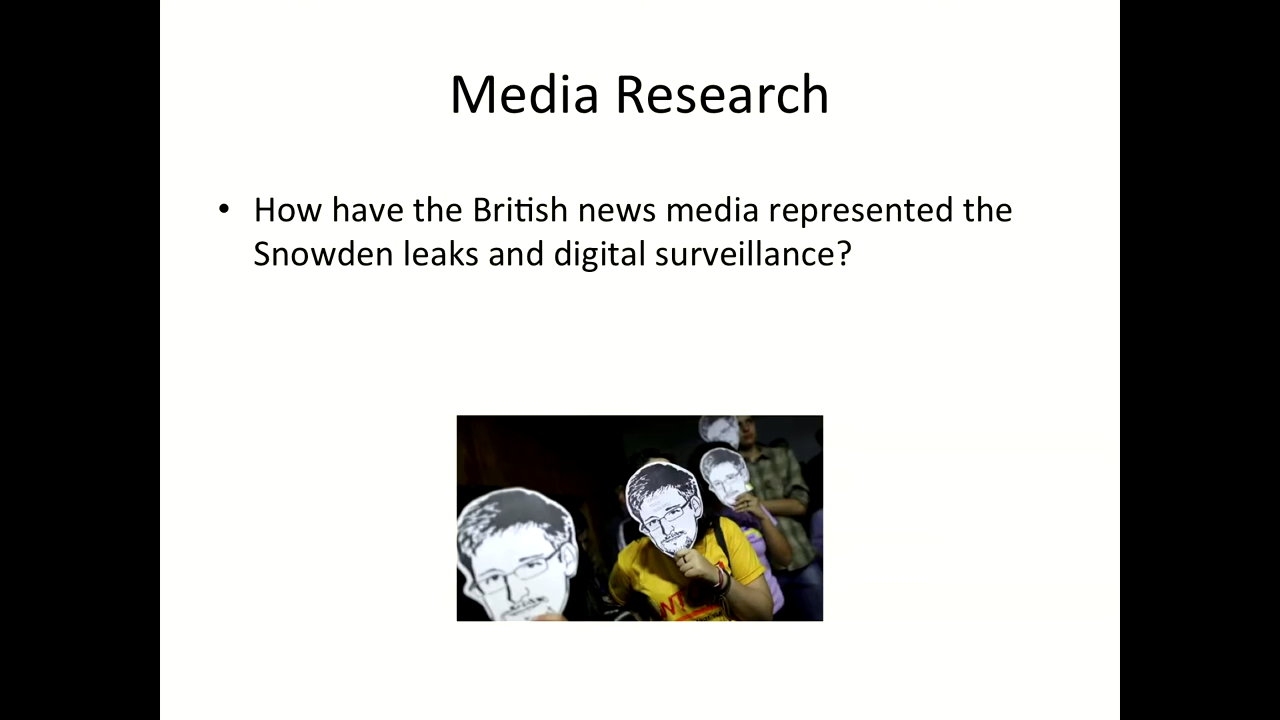 Media Research
• How have the British news media represented the
Snowden leaks and digital surveillance?